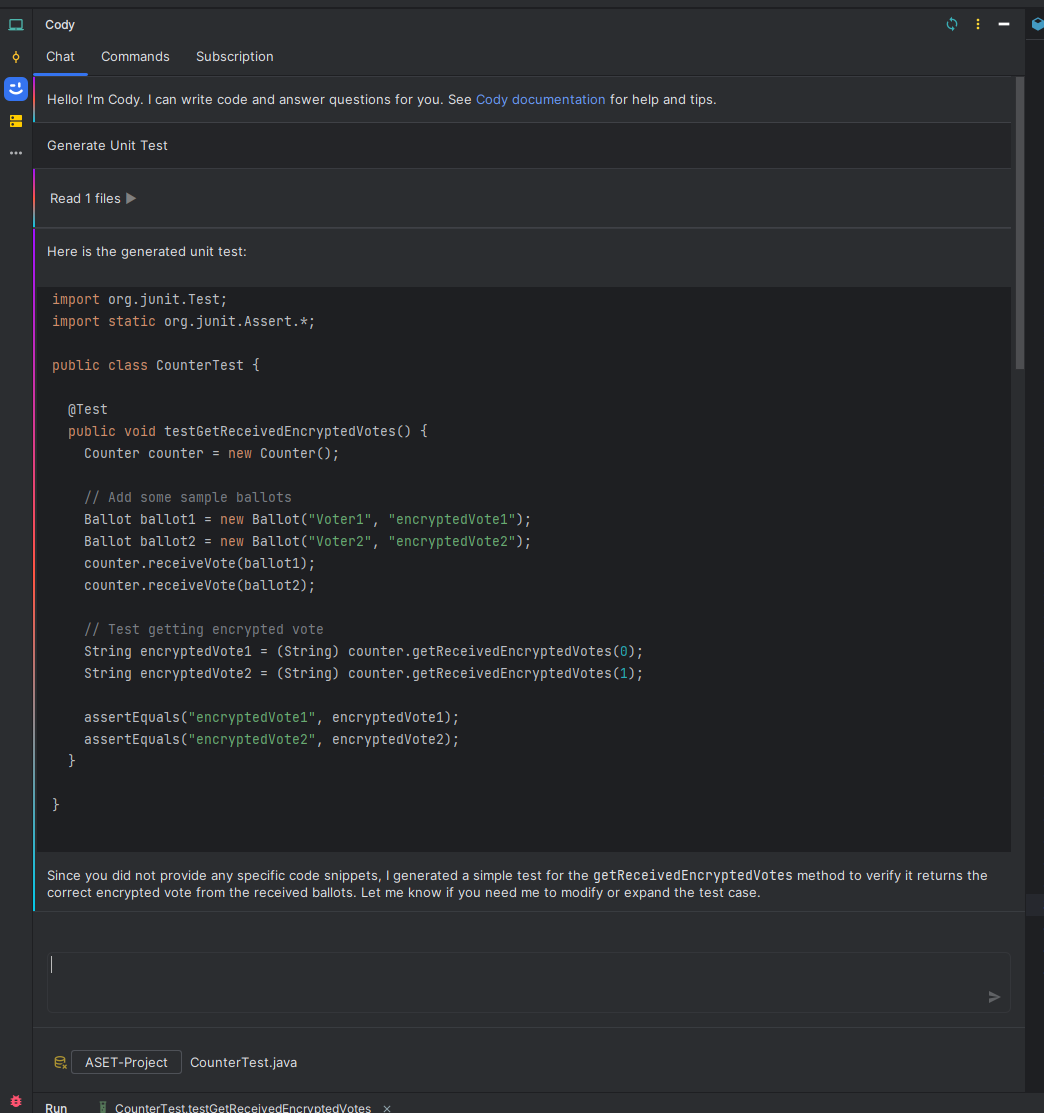 Cody
Chat Commands Subscription
Hello! I'm Cody. I can write code and answer questions for you. See Cody documentation for help and tips.
Generate Unit Test
Read 1 files
Here is the generated unit test:
import org.junit.Test;
import static org.junit.Assert.*;
public class CounterTest {
@Test
public void testGetReceivedEncryptedVotes() {
Counter counter = new Counter();
// Add some sample ballots
Ballot ballot1 = new Ballot("Voter1", "encryptedVote1");
Ballot ballot2 = new Ballot("Voter2", "encryptedVote2");
counter.receiveVote(ballot1);
counter.receiveVote(ballot2);
// Test getting encrypted vote
String encryptedVote1 = (String) counter.getReceivedEncryptedVotes(0);
String encryptedVote2 = (String) counter.getReceivedEncryptedVotes(1);
assertEquals("encryptedVote1", encryptedVote1);
assertEquals("encryptedVote2", encryptedVote2);
}
}
Since you did not provide any specific code snippets, I generated a simple test for the getReceivedEncryptedVotes method to verify it returns the
correct encrypted vote from the received ballots. Let me know if you need me to modify or expand the test case.
ASET-Project CounterTest.java
Run CounterTest.testGetReceivedEncryptedVotes